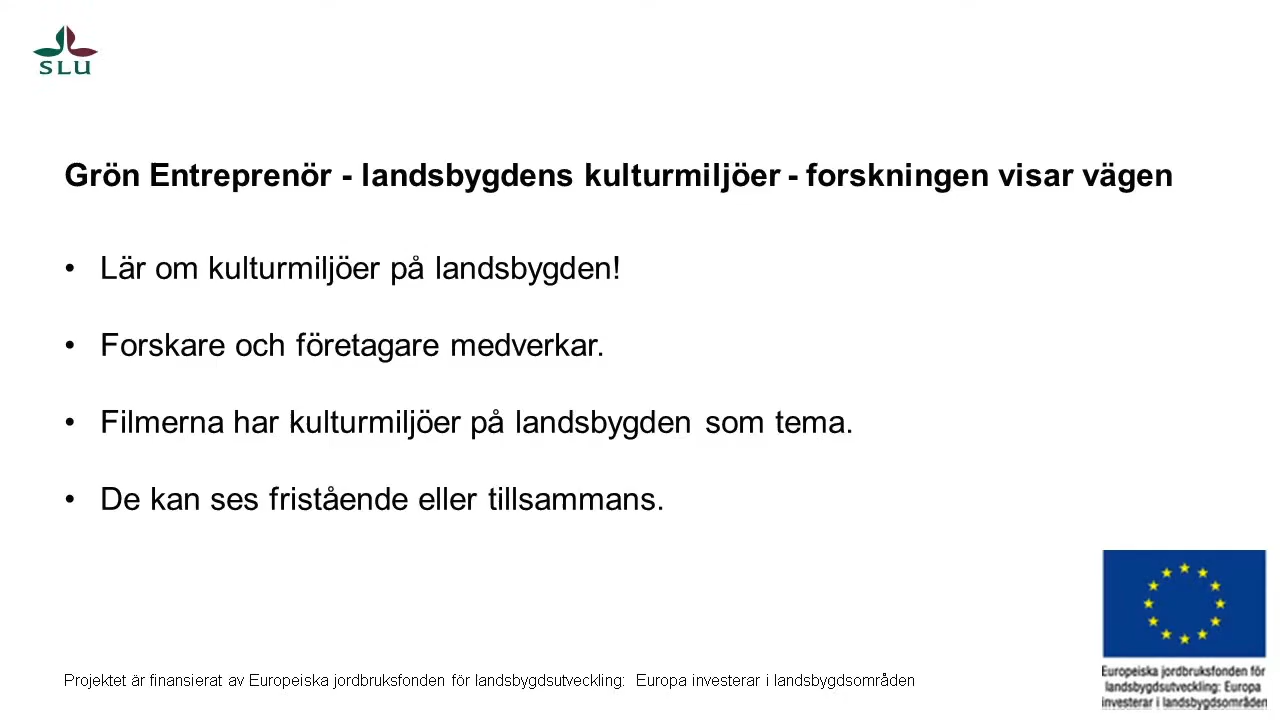 SLU
Grön Entreprenör - landsbygdens kulturmiljöer - forskningen visar vägen
• Lär om kulturmiljöer på landsbygden!
• Forskare och företagare medverkar.
• Filmerna har kulturmiljöer på landsbygden som tema.
• De kan ses fristående eller tillsammans.
Projektet är finansierat av Europeiska jordbruksfonden för landsbygdsutveckling: Europa investerar i landsbygdsområden
Europeiska jordbruksfonden för
landsbygdsutveckling: Europa
investerar i landsbygdsområden